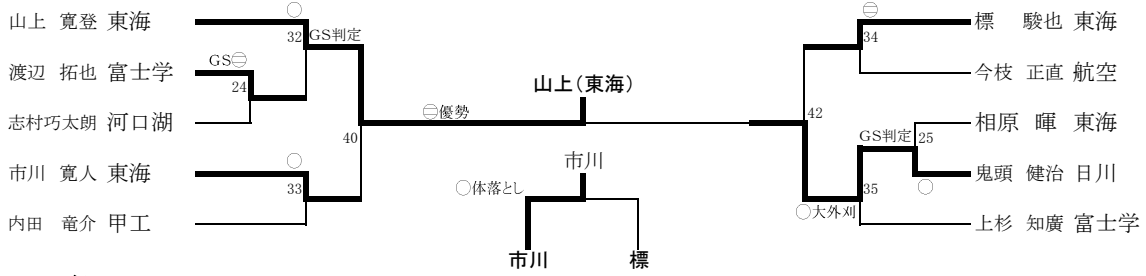 山上 寛登 東海
○
32
GS判定
渡辺 拓也 富士学
GS㊁
24
志村巧太朗 河口湖
40
市川 寛人 東海
○
33
内田 竜介 甲工
㊁優勢
山上(東海)
市川
○体落とし
市川
標
㊁
34
標 駿也 東海
今枝 正直 航空
42
相原 暉 東海
GS判定
25
鬼頭 健治 日川
○
35
○大外刈
上杉 知廣 富士学